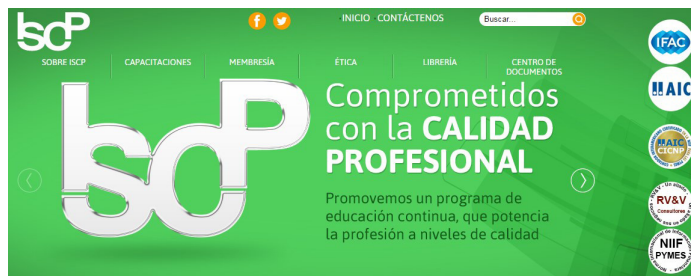 IScP
INICIO CONTÁCTENOS
Buscar...
SOBRE ISCP CAPACITACIONES MEMBRESÍA ÉTICA LIBRERÍA CENTRO DE DOCUMENTOS
IScP
Comprometidos
con la CALIDAD
PROFESIONAL
Promovemos un programa de
educación continua, que potencia
la profesión a niveles de calidad
IFAC
AIC
AIC
CICNP
RV&V
Consultores
NIIF
PYMES